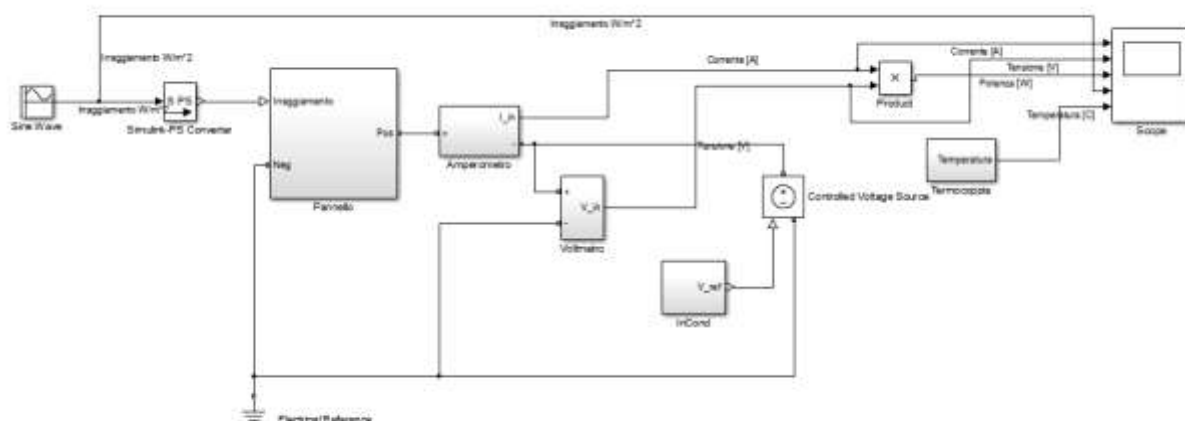 Irraggiamento W/m^2
Irraggiamento W/m^2
Corrente [A]
Corrente [A]
Tensione [V]
Potenza [W]
Product
Irraggiamento W/m^
S PS
Irraggiamento
Sine Wave
Simulink-PS Converter
I_in
Pos
+
-
Temperatura [C]
Scope
Amperometro
Tensione [V]
Neg
Temperatura
Termocoppia
Pannello
+
V_in
-
Controlled Voltage Source
Voltmetro
V_ref
InCond
Electrical Reference